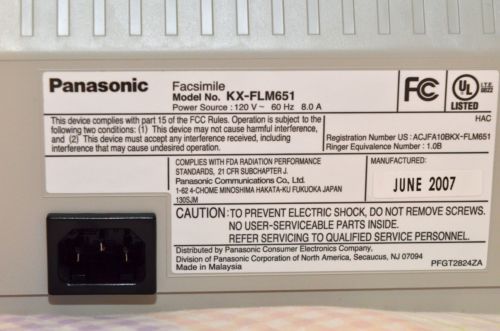 Panasonic
Facsimile
Model No. KX-FLM651
Power Source : 120 V ~ 60 Hz 8.0 A
FC
UL
LISTED
This device complies with part 15 of the FCC Rules. Operation is subject to the
following two conditions: (1) This device may not cause harmful interference,
and (2) This device must accept any interference received, including
interference that may cause undesired operation.
HAC
Registration Number US : ACJFA10BKX-FLM651
Ringer Equivalence Number : 1.0B
COMPLIES WITH FDA RADIATION PERFORMANCE
STANDARDS, 21 CFR SUBCHAPTER J.
Panasonic Communications Co., Ltd.
1-62 4-CHOME MINOSHIMA HAKATA-KU FUKUOKA JAPAN
130SJM
MANUFACTURED:
JUNE 2007
CAUTION: TO PREVENT ELECTRIC SHOCK, DO NOT REMOVE SCREWS.
NO USER-SERVICEABLE PARTS INSIDE.
REFER SERVICING TO QUALIFIED SERVICE PERSONNEL.
Distributed by Panasonic Consumer Electronics Company,
Division of Panasonic Corporation of North America, Secaucus, NJ 07094
Made in Malaysia
PFGT2824ZA